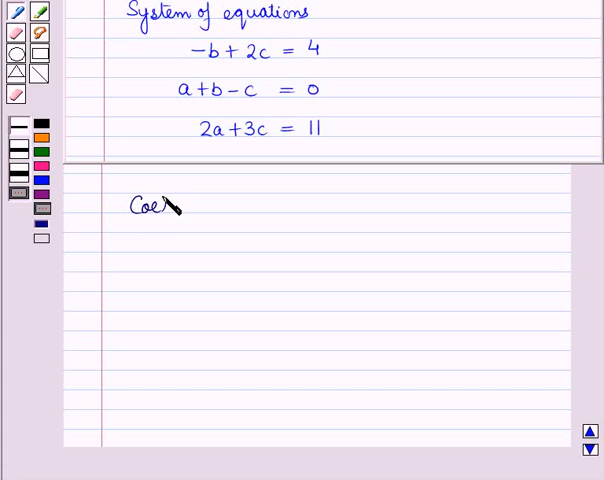 System of equations
-b + 2c = 4
a + b - c = 0
2a + 3c = 11
Coe